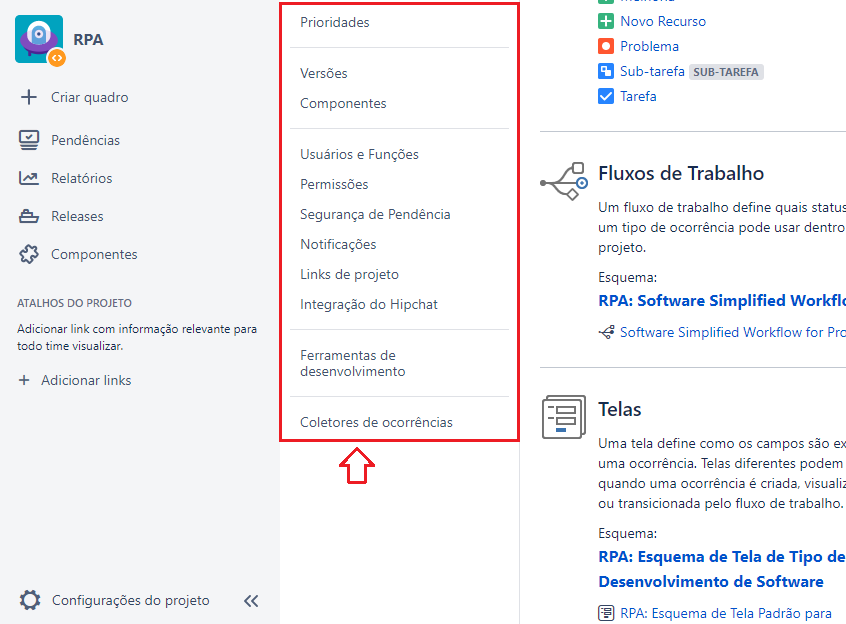 RPA
Criar quadro
Pendências
Relatórios
Releases
Componentes
ATALHOS DO PROJETO
Adicionar link com informação relevante para
todo time visualizar.
Adicionar links
Configurações do projeto
Prioridades
Versões
Componentes
Usuários e Funções
Permissões
Segurança de Pendência
Notificações
Links de projeto
Integração do Hipchat
Ferramentas de
desenvolvimento
Coletores de ocorrências
Novo Recurso
Problema
Sub-tarefa SUB-TAREFA
Tarefa
Fluxos de Trabalho
Um fluxo de trabalho define quais status
um tipo de ocorrência pode usar dentro
projeto.
Esquema:
RPA: Software Simplified Workflo
Software Simplified Workflow for Pro
Telas
Uma tela define como os campos são ex
uma ocorrência. Telas diferentes podem
quando uma ocorrência é criada, visualiz
ou transicionada pelo fluxo de trabalho.
Esquema:
RPA: Esquema de Tela de Tipo de
Desenvolvimento de Software
RPA: Esquema de Tela Padrão para